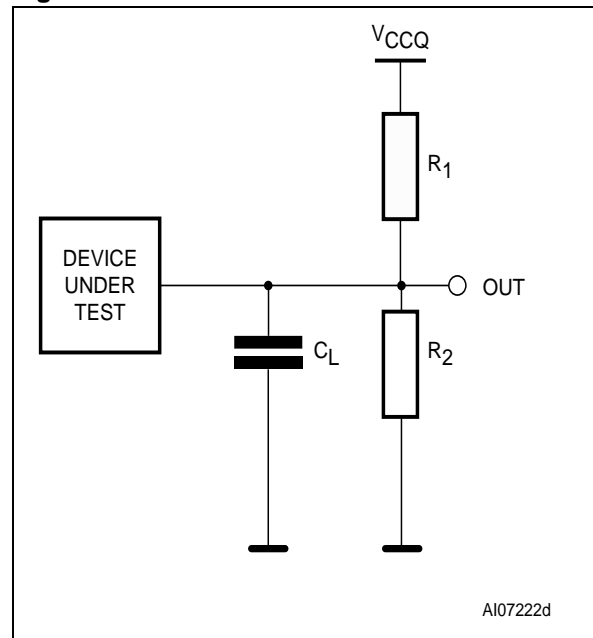 VCCQ
R1
DEVICE
UNDER
TEST
OUT
CL
R2
AI07222d